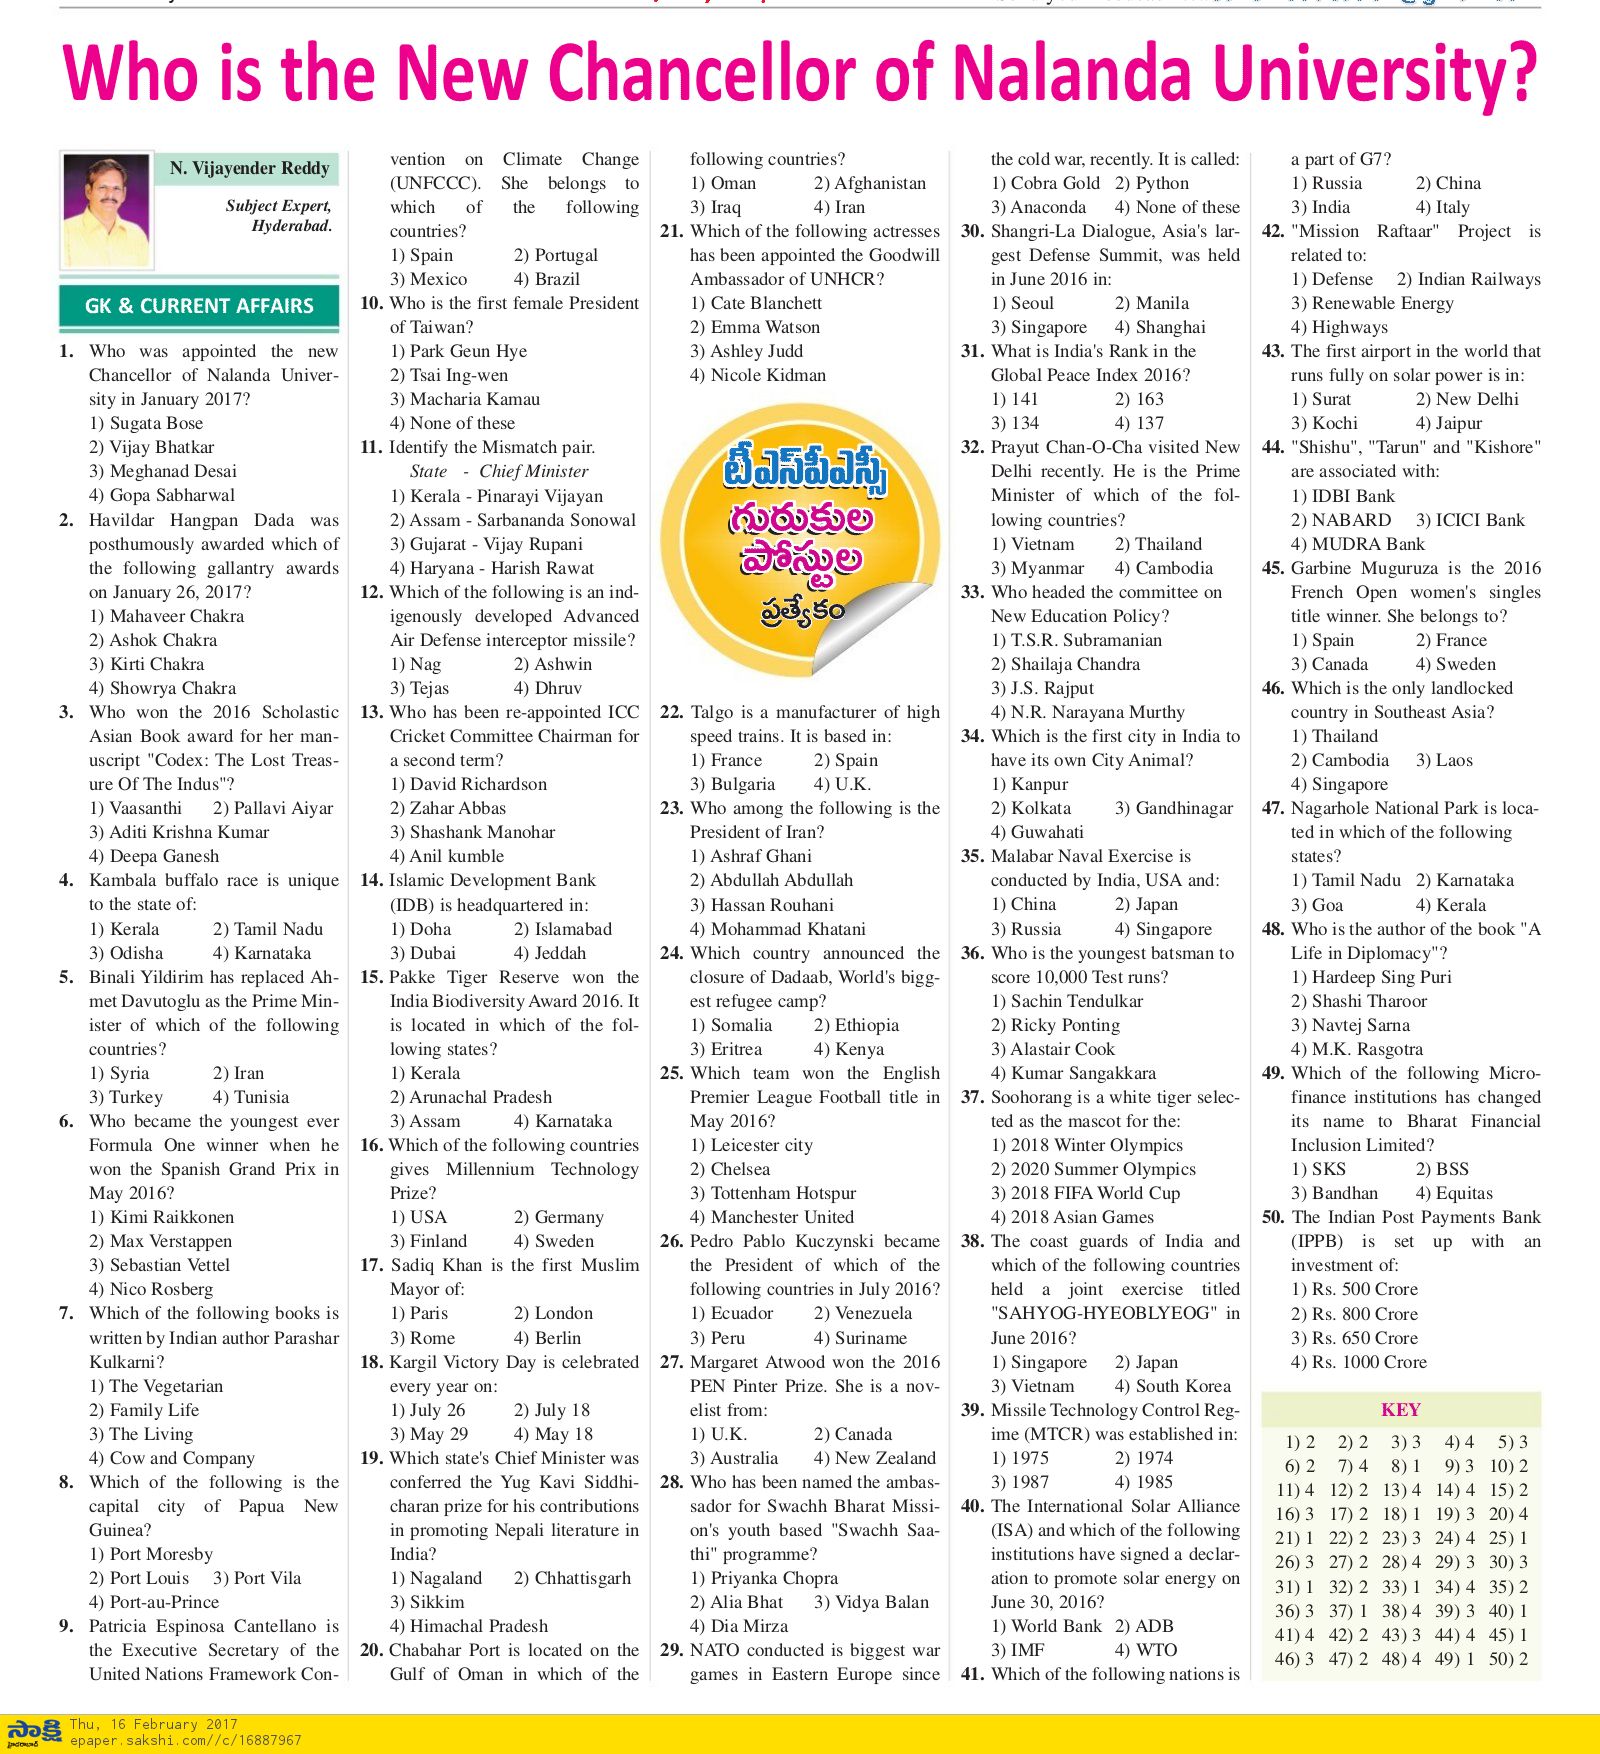 Who is the New Chancellor of Nalanda University?
N. Vijayender Reddy
Subject Expert,
Hyderabad.
GK & CURRENT AFFAIRS
1. Who was appointed the new
Chancellor of Nalanda Univer-
sity in January 2017?
1) Sugata Bose
2) Vijay Bhatkar
3) Meghanad Desai
4) Gopa Sabharwal
2. Havildar Hangpan Dada was
posthumously awarded which of
the following gallantry awards
on January 26, 2017?
1) Mahaveer Chakra
2) Ashok Chakra
3) Kirti Chakra
4) Showrya Chakra
3. Who won the 2016 Scholastic
Asian Book award for her man-
uscript "Codex: The Lost Treas-
ure Of The Indus"?
1) Vaasanthi 2) Pallavi Aiyar
3) Aditi Krishna Kumar
4) Deepa Ganesh
4. Kambala buffalo race is unique
to the state of:
1) Kerala 2) Tamil Nadu
3) Odisha 4) Karnataka
5. Binali Yildirim has replaced Ah-
met Davutoglu as the Prime Min-
ister of which of the following
countries?
1) Syria 2) Iran
3) Turkey 4) Tunisia
6. Who became the youngest ever
Formula One winner when he
won the Spanish Grand Prix in
May 2016?
1) Kimi Raikkonen
2) Max Verstappen
3) Sebastian Vettel
4) Nico Rosberg
7. Which of the following books is
written by Indian author Parashar
Kulkarni?
1) The Vegetarian
2) Family Life
3) The Living
4) Cow and Company
8. Which of the following is the
capital city of Papua New
Guinea?
1) Port Moresby
2) Port Louis 3) Port Vila
4) Port-au-Prince
9. Patricia Espinosa Cantellano is
the Executive Secretary of the
United Nations Framework Con-
vention on Climate Change
(UNFCCC). She belongs to
which of the following
countries?
1) Spain 2) Portugal
3) Mexico 4) Brazil
10. Who is the first female President
of Taiwan?
1) Park Geun Hye
2) Tsai Ing-wen
3) Macharia Kamau
4) None of these
11. Identify the Mismatch pair.
State - Chief Minister
1) Kerala - Pinarayi Vijayan
2) Assam - Sarbananda Sonowal
3) Gujarat - Vijay Rupani
4) Haryana - Harish Rawat
12. Which of the following is an ind-
igenously developed Advanced
Air Defense interceptor missile?
1) Nag 2) Ashwin
3) Tejas 4) Dhruv
13. Who has been re-appointed ICC
Cricket Committee Chairman for
a second term?
1) David Richardson
2) Zahar Abbas
3) Shashank Manohar
4) Anil kumble
14. Islamic Development Bank
(IDB) is headquartered in:
1) Doha 2) Islamabad
3) Dubai 4) Jeddah
15. Pakke Tiger Reserve won the
India Biodiversity Award 2016. It
is located in which of the fol-
lowing states?
1) Kerala
2) Arunachal Pradesh
3) Assam 4) Karnataka
16. Which of the following countries
gives Millennium Technology
Prize?
1) USA 2) Germany
3) Finland 4) Sweden
17. Sadiq Khan is the first Muslim
Mayor of:
1) Paris 2) London
3) Rome 4) Berlin
18. Kargil Victory Day is celebrated
every year on:
1) July 26 2) July 18
3) May 29 4) May 18
19. Which state's Chief Minister was
conferred the Yug Kavi Siddhi-
charan prize for his contributions
in promoting Nepali literature in
India?
1) Nagaland 2) Chhattisgarh
3) Sikkim
4) Himachal Pradesh
20. Chabahar Port is located on the
Gulf of Oman in which of the
following countries?
1) Oman 2) Afghanistan
3) Iraq 4) Iran
21. Which of the following actresses
has been appointed the Goodwill
Ambassador of UNHCR?
1) Cate Blanchett
2) Emma Watson
3) Ashley Judd
4) Nicole Kidman
టీఎస్‌పీఎస్సీ
గురుకుల
పోస్టుల
ప్రత్యేకం
22. Talgo is a manufacturer of high
speed trains. It is based in:
1) France 2) Spain
3) Bulgaria 4) U.K.
23. Who among the following is the
President of Iran?
1) Ashraf Ghani
2) Abdullah Abdullah
3) Hassan Rouhani
4) Mohammad Khatani
24. Which country announced the
closure of Dadaab, World's bigg-
est refugee camp?
1) Somalia 2) Ethiopia
3) Eritrea 4) Kenya
25. Which team won the English
Premier League Football title in
May 2016?
1) Leicester city
2) Chelsea
3) Tottenham Hotspur
4) Manchester United
26. Pedro Pablo Kuczynski became
the President of which of the
following countries in July 2016?
1) Ecuador 2) Venezuela
3) Peru 4) Suriname
27. Margaret Atwood won the 2016
PEN Pinter Prize. She is a nov-
elist from:
1) U.K. 2) Canada
3) Australia 4) New Zealand
28. Who has been named the ambas-
sador for Swachh Bharat Missi-
on's youth based "Swachh Saa-
thi" programme?
1) Priyanka Chopra
2) Alia Bhat 3) Vidya Balan
4) Dia Mirza
29. NATO conducted is biggest war
games in Eastern Europe since
the cold war, recently. It is called:
1) Cobra Gold 2) Python
3) Anaconda 4) None of these
30. Shangri-La Dialogue, Asia's lar-
gest Defense Summit, was held
in June 2016 in:
1) Seoul 2) Manila
3) Singapore 4) Shanghai
31. What is India's Rank in the
Global Peace Index 2016?
1) 141 2) 163
3) 134 4) 137
32. Prayut Chan-O-Cha visited New
Delhi recently. He is the Prime
Minister of which of the fol-
lowing countries?
1) Vietnam 2) Thailand
3) Myanmar 4) Cambodia
33. Who headed the committee on
New Education Policy?
1) T.S.R. Subramanian
2) Shailaja Chandra
3) J.S. Rajput
4) N.R. Narayana Murthy
34. Which is the first city in India to
have its own City Animal?
1) Kanpur
2) Kolkata 3) Gandhinagar
4) Guwahati
35. Malabar Naval Exercise is
conducted by India, USA and:
1) China 2) Japan
3) Russia 4) Singapore
36. Who is the youngest batsman to
score 10,000 Test runs?
1) Sachin Tendulkar
2) Ricky Ponting
3) Alastair Cook
4) Kumar Sangakkara
37. Soohorang is a white tiger selec-
ted as the mascot for the:
1) 2018 Winter Olympics
2) 2020 Summer Olympics
3) 2018 FIFA World Cup
4) 2018 Asian Games
38. The coast guards of India and
which of the following countries
held a joint exercise titled
"SAHYOG-HYEOBLYEOG" in
June 2016?
1) Singapore 2) Japan
3) Vietnam 4) South Korea
39. Missile Technology Control Reg-
ime (MTCR) was established in:
1) 1975 2) 1974
3) 1987 4) 1985
40. The International Solar Alliance
(ISA) and which of the following
institutions have signed a declar-
ation to promote solar energy on
June 30, 2016?
1) World Bank 2) ADB
3) IMF 4) WTO
41. Which of the following nations is
a part of G7?
1) Russia 2) China
3) India 4) Italy
42. "Mission Raftaar" Project is
related to:
1) Defense 2) Indian Railways
3) Renewable Energy
4) Highways
43. The first airport in the world that
runs fully on solar power is in:
1) Surat 2) New Delhi
3) Kochi 4) Jaipur
44. "Shishu", "Tarun" and "Kishore"
are associated with:
1) IDBI Bank
2) NABARD 3) ICICI Bank
4) MUDRA Bank
45. Garbine Muguruza is the 2016
French Open women's singles
title winner. She belongs to?
1) Spain 2) France
3) Canada 4) Sweden
46. Which is the only landlocked
country in Southeast Asia?
1) Thailand
2) Cambodia 3) Laos
4) Singapore
47. Nagarhole National Park is loca-
ted in which of the following
states?
1) Tamil Nadu 2) Karnataka
3) Goa 4) Kerala
48. Who is the author of the book "A
Life in Diplomacy"?
1) Hardeep Sing Puri
2) Shashi Tharoor
3) Navtej Sarna
4) M.K. Rasgotra
49. Which of the following Micro-
finance institutions has changed
its name to Bharat Financial
Inclusion Limited?
1) SKS 2) BSS
3) Bandhan 4) Equitas
50. The Indian Post Payments Bank
(IPPB) is set up with an
investment of:
1) Rs. 500 Crore
2) Rs. 800 Crore
3) Rs. 650 Crore
4) Rs. 1000 Crore
KEY
1) 2 2) 2 3) 3 4) 4 5) 3
6) 2 7) 4 8) 1 9) 3 10) 2
11) 4 12) 2 13) 4 14) 4 15) 2
16) 3 17) 2 18) 1 19) 3 20) 4
21) 1 22) 2 23) 3 24) 4 25) 1
26) 3 27) 2 28) 4 29) 3 30) 3
31) 1 32) 2 33) 1 34) 4 35) 2
36) 3 37) 1 38) 4 39) 3 40) 1
41) 4 42) 2 43) 3 44) 4 45) 1
46) 3 47) 2 48) 4 49) 1 50) 2
సాక్షి
హైదరాబాద్
Thu, 16 February 2017
epaper.sakshi.com//c/16887967